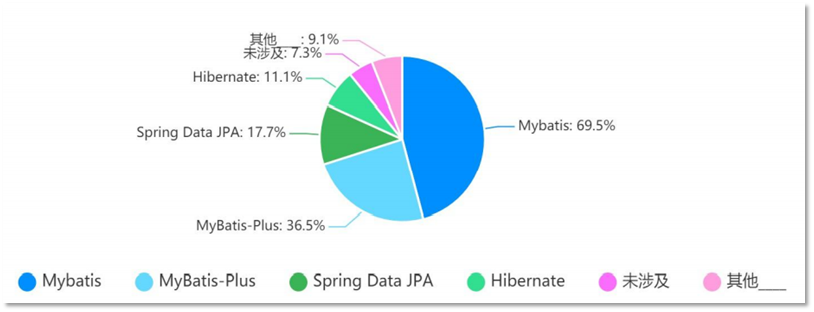 其他____: 9.1%
未涉及: 7.3%
Hibernate: 11.1%
Spring Data JPA: 17.7%
Mybatis: 69.5%
MyBatis-Plus: 36.5%
Mybatis MyBatis-Plus Spring Data JPA Hibernate 未涉及 其他____